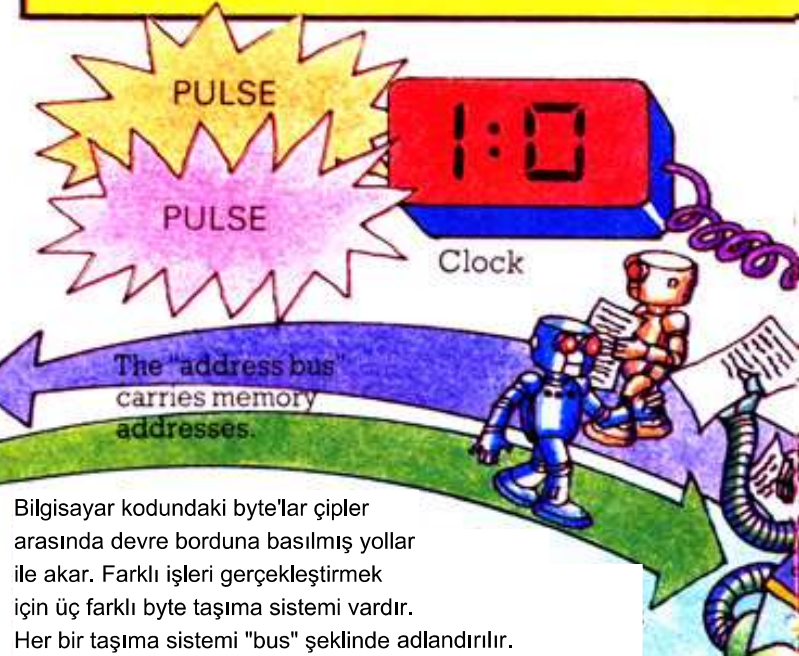 PULSE
PULSE
1:0
Clock
The "address bus"
carries memory
addresses.
Bilgisayar kodundaki byte'lar çipler
arasında devre borduna basılmış yollar
ile akar. Farklı işleri gerçekleştirmek
için üç farklı byte taşıma sistemi vardır.
Her bir taşıma sistemi "bus" şeklinde adlandırılır.